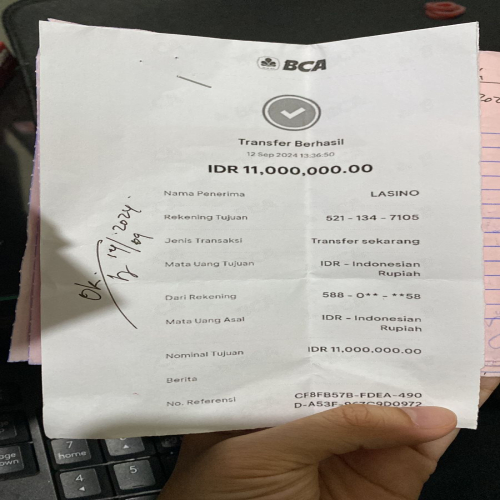 BCA
Transfer Berhasil
12 Sep 2024 13:36:50
IDR 11,000,000.00
Nama Penerima LASINO
Rekening Tujuan 521 - 134 - 7105
Jenis Transaksi Transfer sekarang
Mata Uang Tujuan IDR - Indonesian
Rupiah
Dari Rekening 588 - 0** - **58
Mata Uang Asal IDR - Indonesian
Rupiah
Nominal Tujuan IDR 11,000,000.00
Berita
No. Referensi CF8FB57B-FDEA-490
D-A53F-967C9D0972
Ok.
14/09.2024.
7
home
4
5